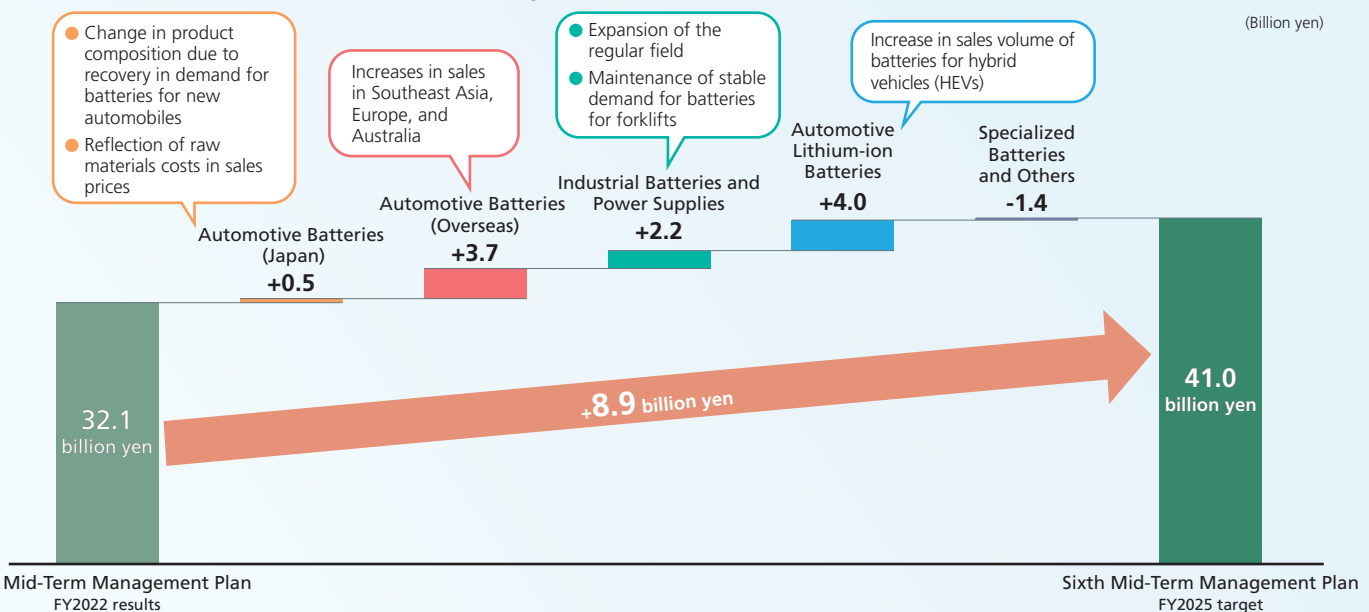 (Billion yen)
Change in product
composition due to
recovery in demand for
batteries for new
automobiles
Reflection of raw
materials costs in sales
prices
Increases in sales
in Southeast Asia,
Europe, and
Australia
Expansion of the
regular field
Maintenance of stable
demand for batteries
for forklifts
Increase in sales volume of
batteries for hybrid
vehicles (HEVs)
Automotive Batteries
(Japan)
+0.5
Automotive Batteries
(Overseas)
+3.7
Industrial Batteries and
Power Supplies
+2.2
Automotive
Lithium-ion
Batteries
+4.0
Specialized
Batteries
and Others
-1.4
32.1
billion yen
+8.9 billion yen
41.0
billion yen
Mid-Term Management Plan
FY2022 results
Sixth Mid-Term Management Plan
FY2025 target